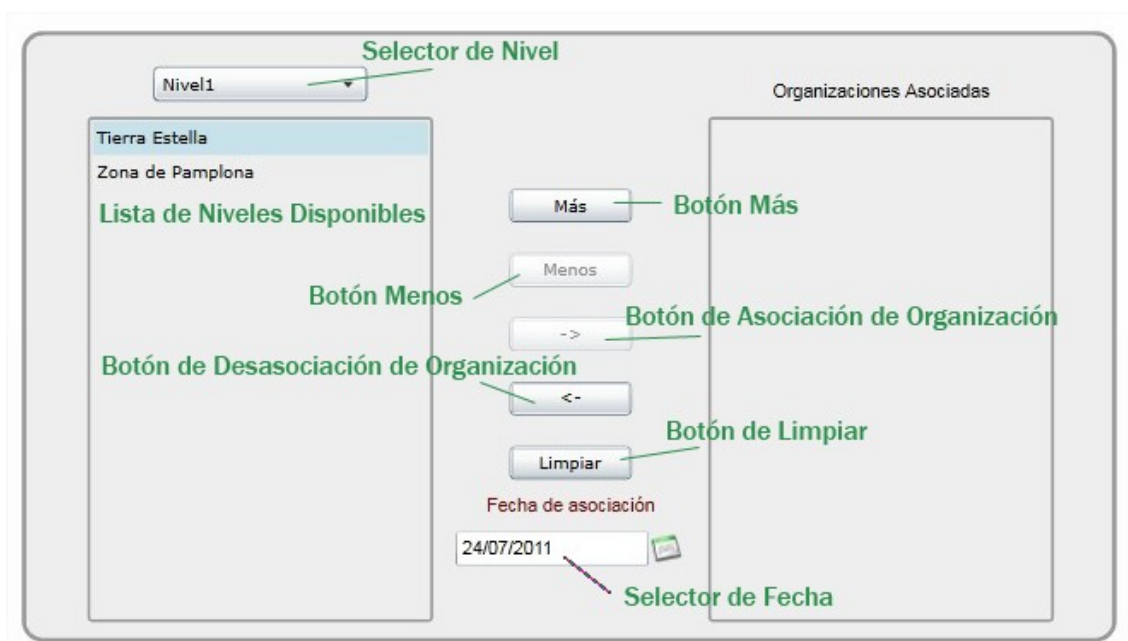 Selector de Nivel
Nivel1
Organizaciones Asociadas
Tierra Estella
Zona de Pamplona
Lista de Niveles Disponibles
Más
Botón Más
Menos
Botón Menos
Botón de Asociación de Organización
->
Botón de Desasociación de Organización
<-
Botón de Limpiar
Limpiar
Fecha de asociación
24/07/2011
Selector de Fecha